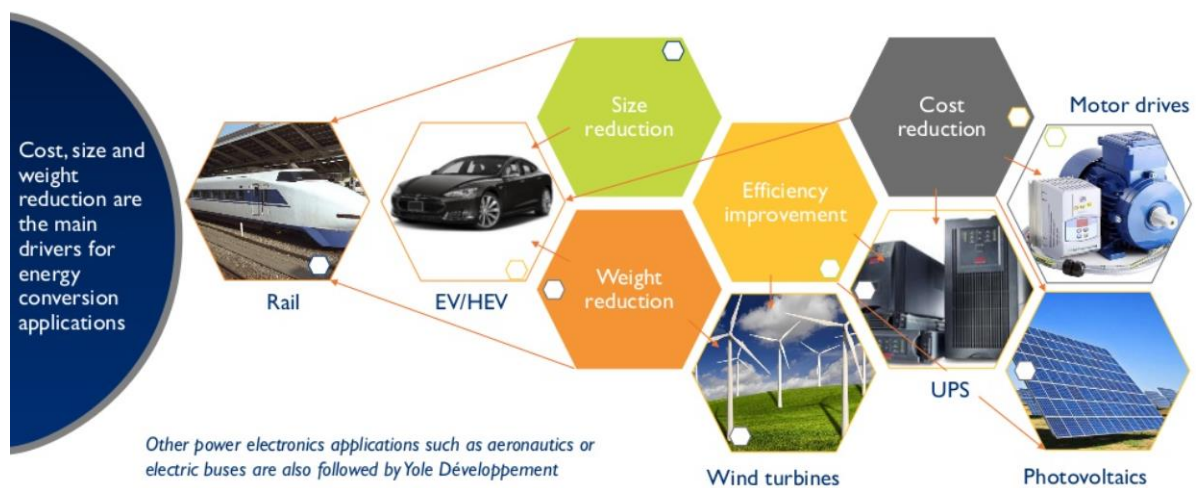 Cost, size and
weight
reduction are
the main
drivers for
energy
conversion
applications
Rail
EV/HEV
Size
reduction
Weight
reduction
Efficiency
improvement
Cost
reduction
Motor drives
UPS
Wind turbines
Photovoltaics
Other power electronics applications such as aeronautics or
electric buses are also followed by Yole Développement